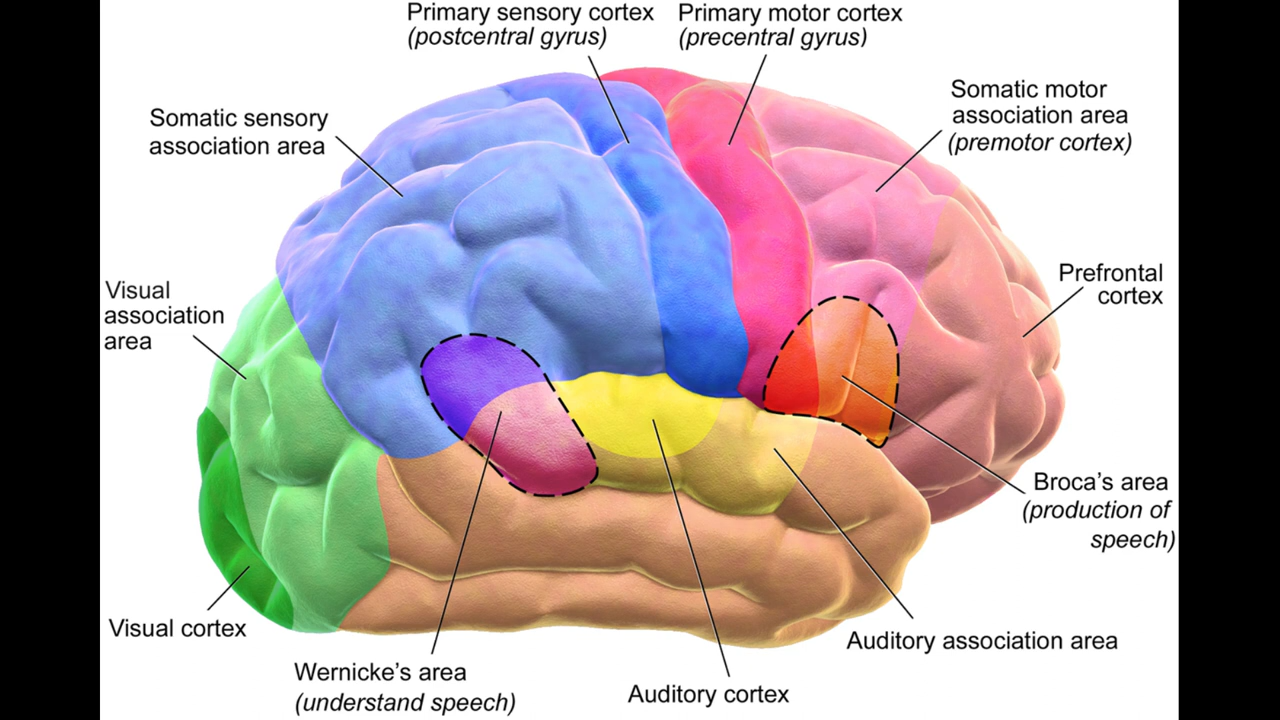 Primary sensory cortex
(postcentral gyrus)
Primary motor cortex
(precentral gyrus)
Somatic motor
association area
(premotor cortex)
Somatic sensory
association area
Prefrontal
cortex
Visual
association
area
Broca’s area
(production of
speech)
Visual cortex
Auditory association area
Wernicke’s area
(understand speech)
Auditory cortex